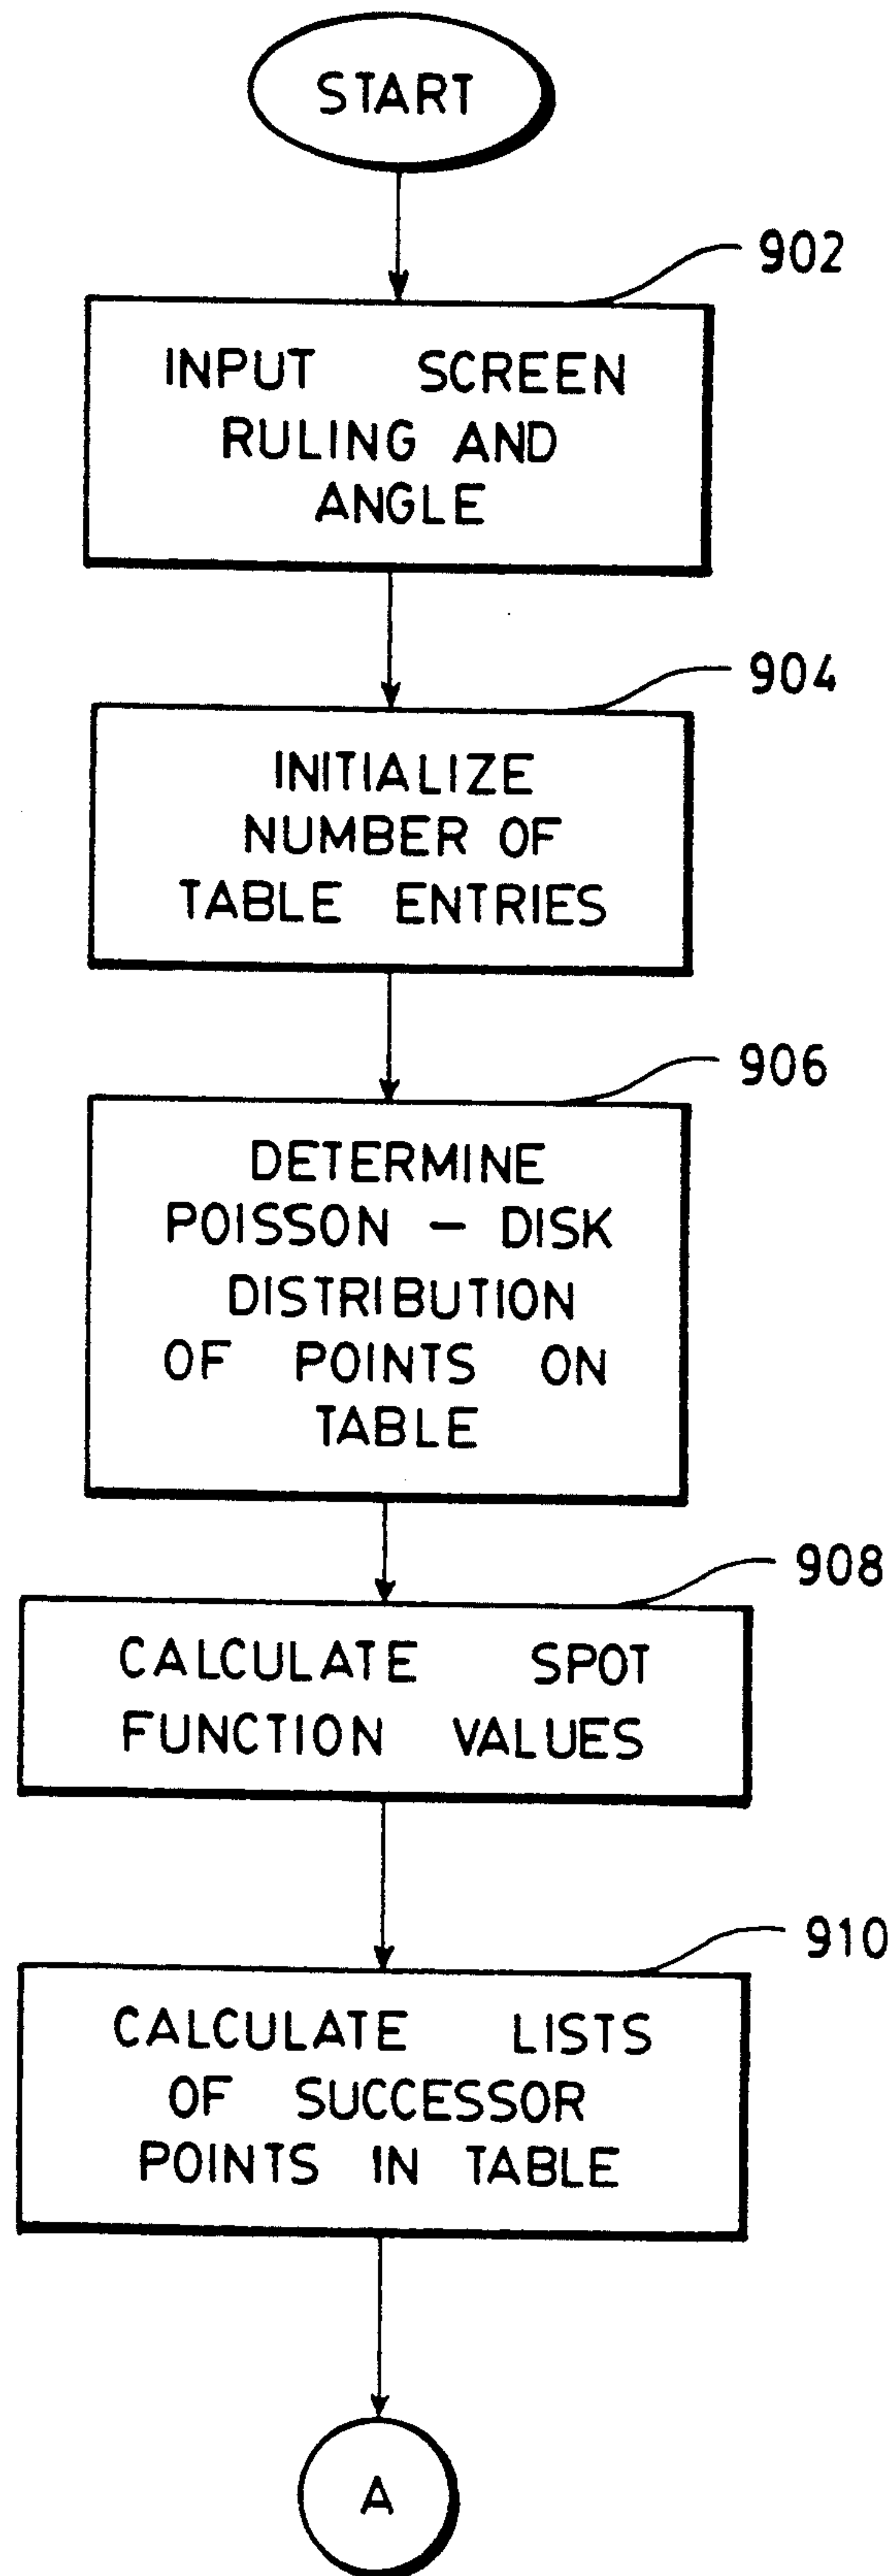 START
902
INPUT SCREEN
RULING AND
ANGLE
904
INITIALIZE
NUMBER OF
TABLE ENTRIES
906
DETERMINE
POISSON - DISK
DISTRIBUTION
OF POINTS ON
TABLE
908
CALCULATE SPOT
FUNCTION VALUES
910
CALCULATE LISTS
OF SUCCESSOR
POINTS IN TABLE
A